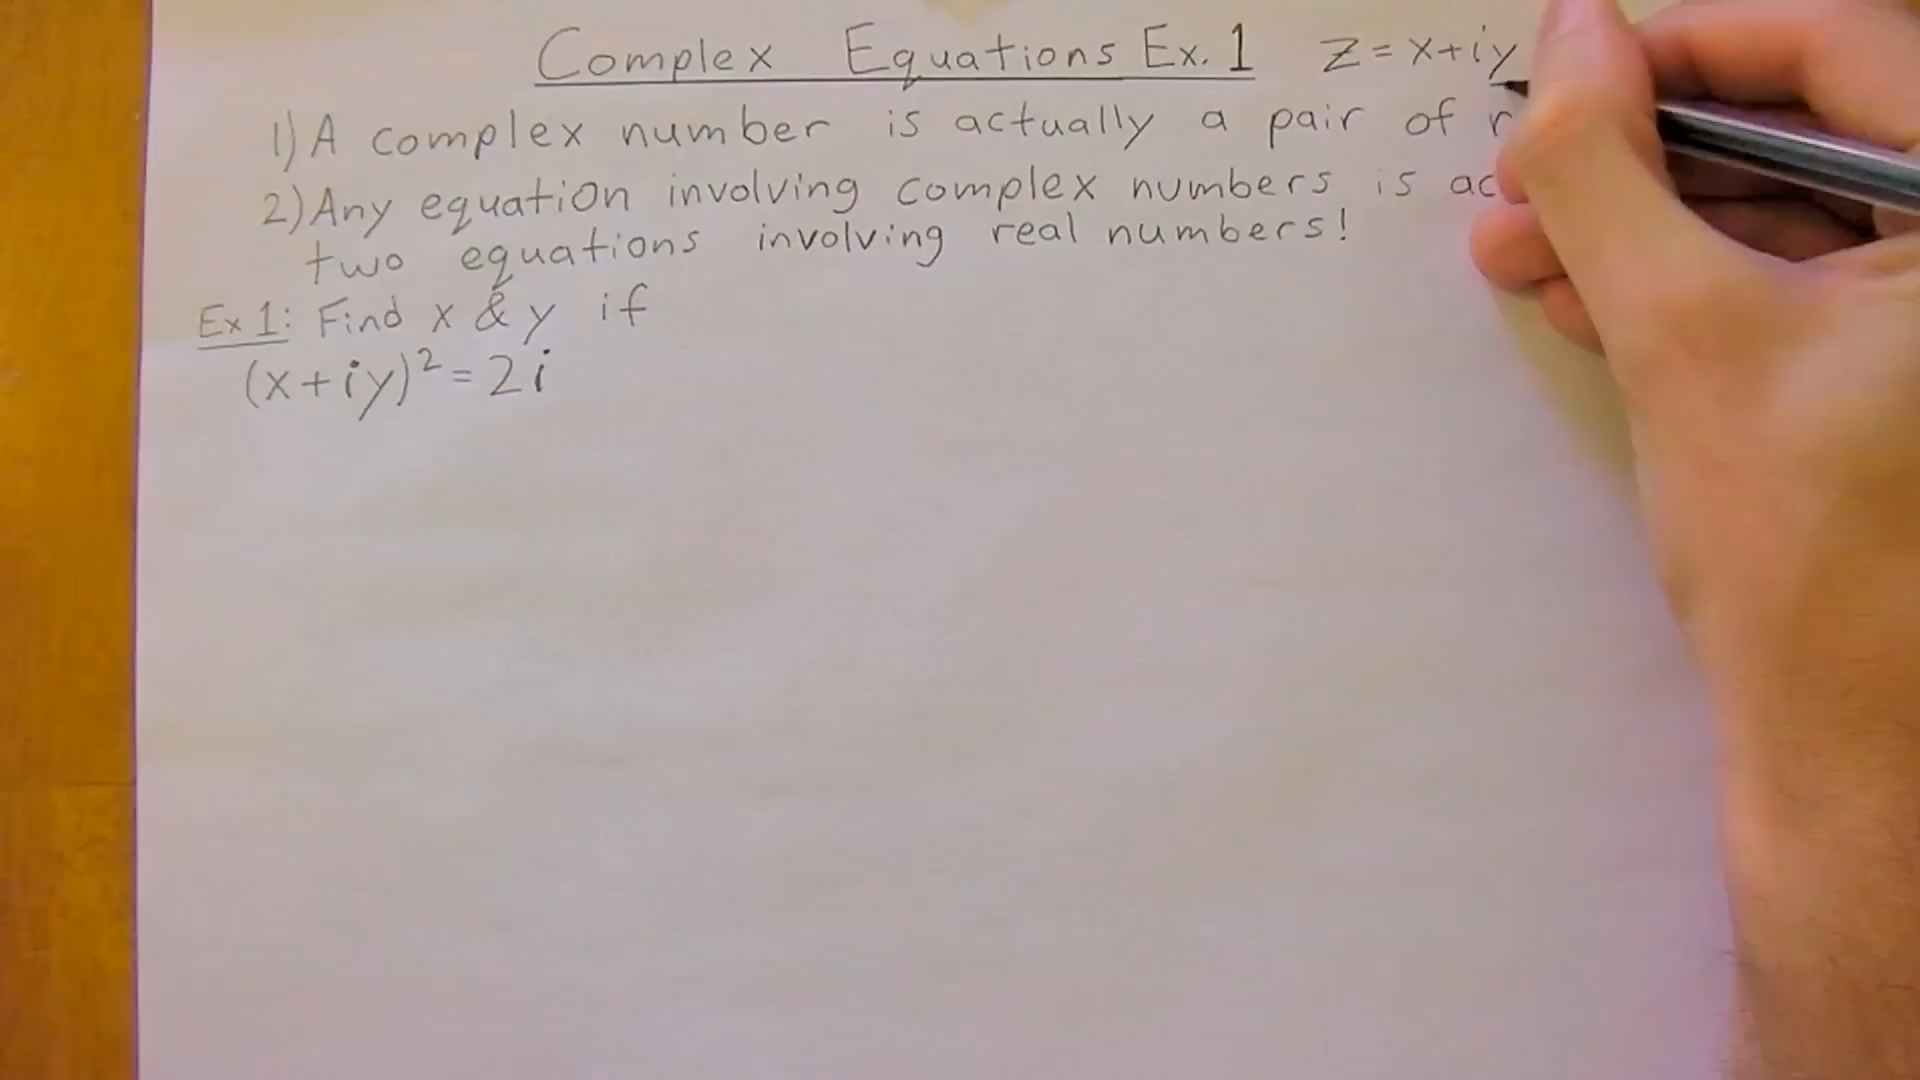 Complex Equations Ex. 1 z = x+iy
1) A complex number is actually a pair of
2) Any equation involving complex numbers is
two equations involving real numbers!
Ex 1: Find x & y if
(x+iy)² = 2i